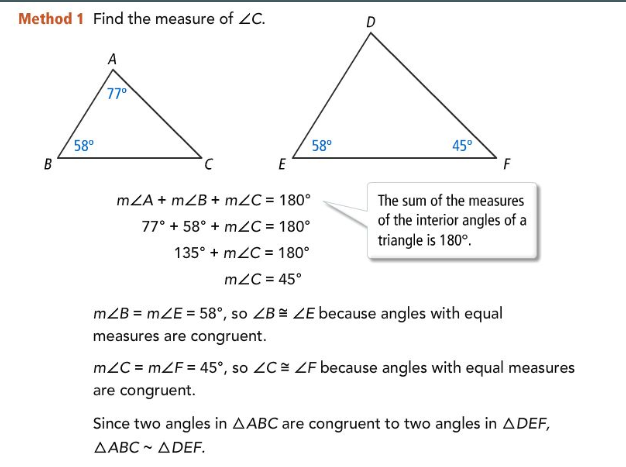 Method 1 Find the measure of ∠C.
D
A
77°
58°
58°
45°
B
C
E
F
m∠A + m∠B + m∠C = 180°
77° + 58° + m∠C = 180°
135° + m∠C = 180°
m∠C = 45°
The sum of the measures
of the interior angles of a
triangle is 180°.
m∠B = m∠E = 58°, so ∠B ≅ ∠E because angles with equal
measures are congruent.
m∠C = m∠F = 45°, so ∠C ≅ ∠F because angles with equal measures
are congruent.
Since two angles in △ABC are congruent to two angles in △DEF,
△ABC ~ △DEF.